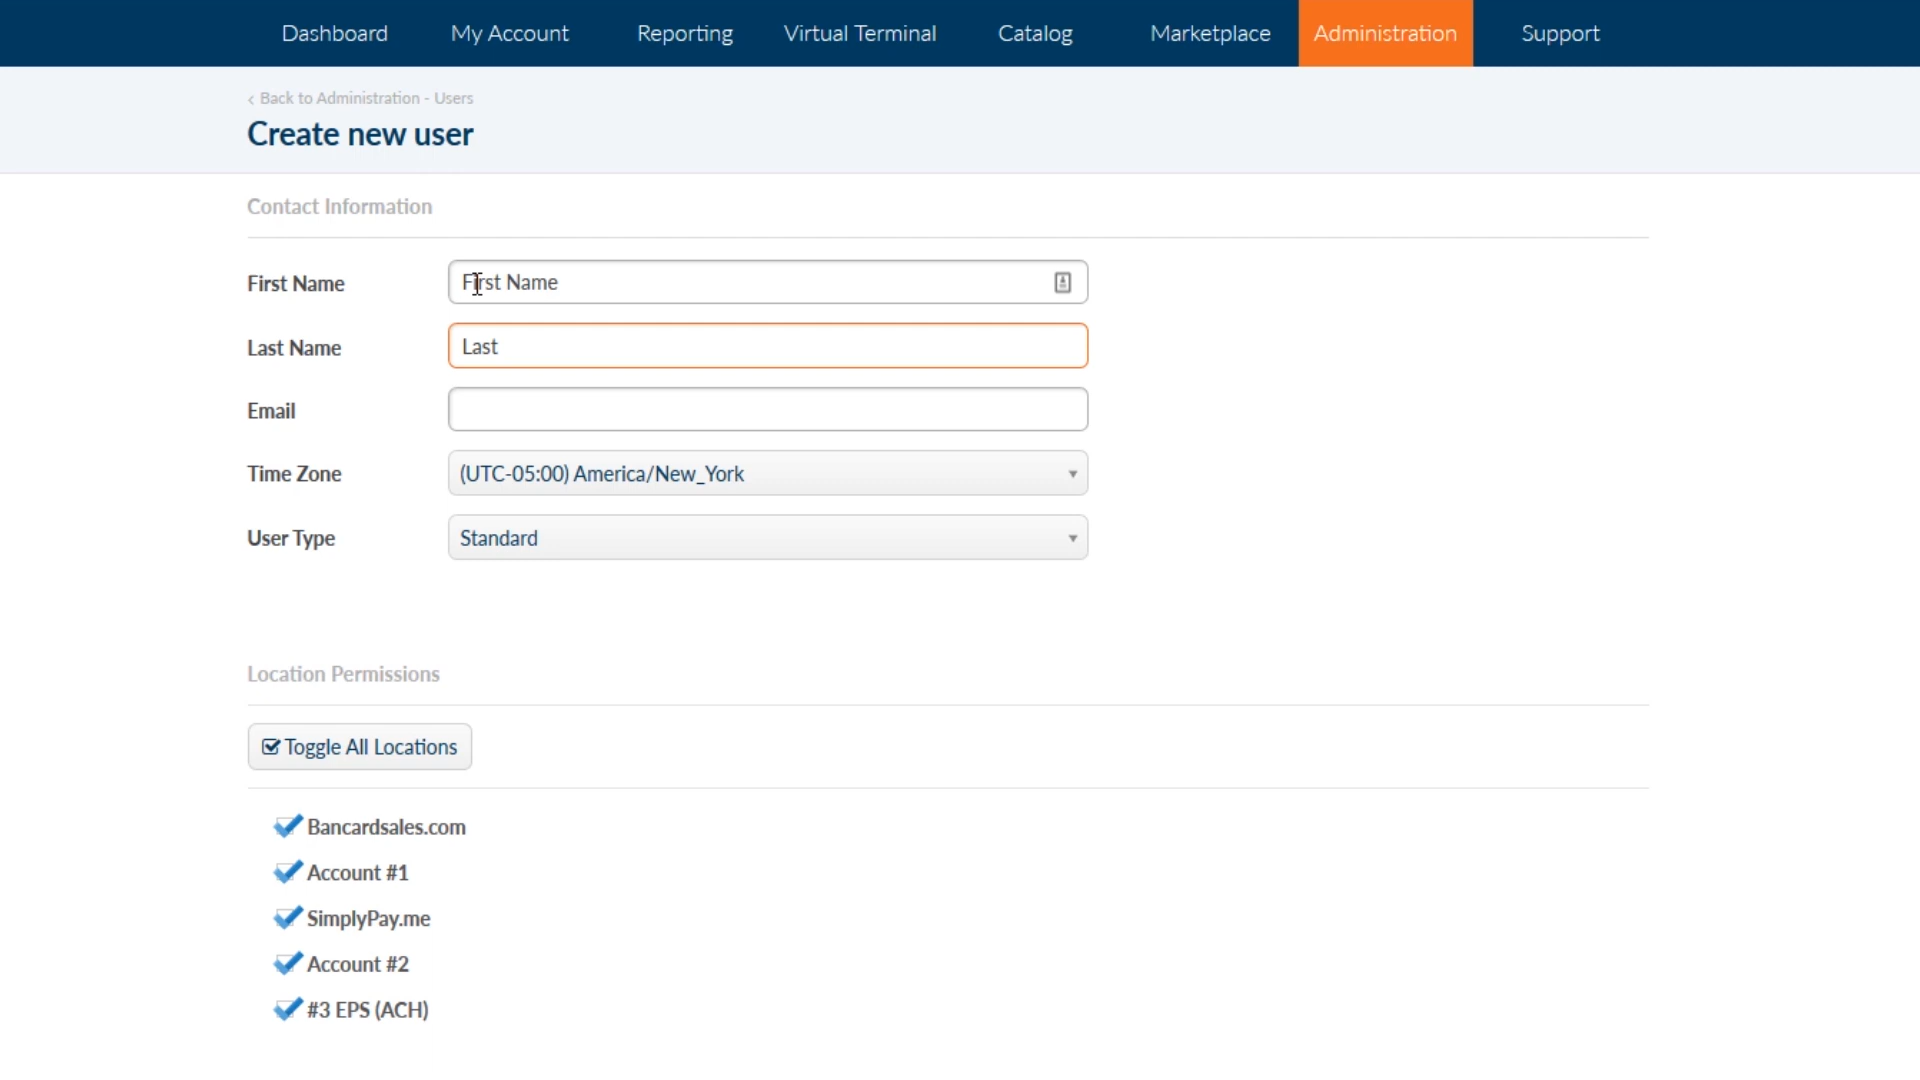 Dashboard My Account Reporting Virtual Terminal Catalog Marketplace Administration Support
‹ Back to Administration - Users
Create new user
Contact Information
First Name First Name
Last Name Last
Email
Time Zone (UTC-05:00) America/New_York
User Type Standard
Location Permissions
Toggle All Locations
Bancardsales.com
Account #1
SimplyPay.me
Account #2
#3 EPS (ACH)